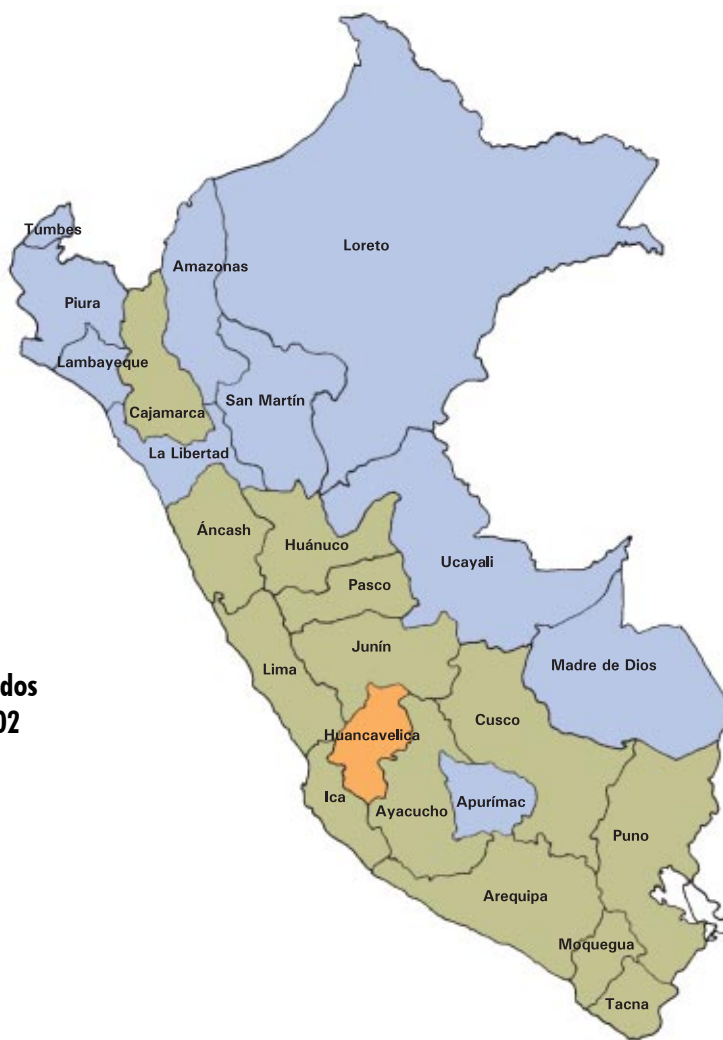 Tumbes
Loreto
Amazonas
Piura
Lambayeque
San Martín
Cajamarca
La Libertad
Áncash
Huánuco
Ucayali
Pasco
Junín
Lima
Madre de Dios
dos
02
Cusco
Huancavelica
Ica
Ayacucho
Apurímac
Puno
Arequipa
Moquegua
Tacna